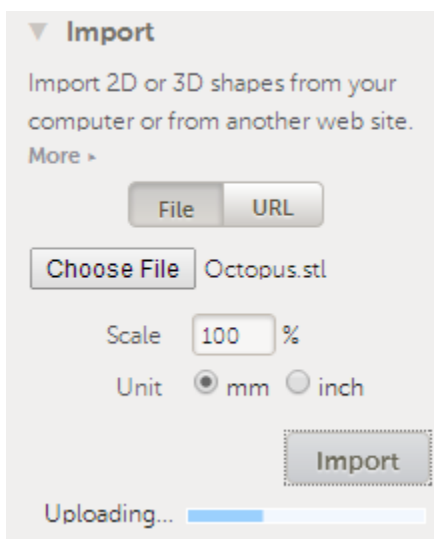 Import
Import 2D or 3D shapes from your
computer or from another web site.
More
File URL
Choose File Octopus.stl
Scale 100 %
Unit mm inch
Import
Uploading...